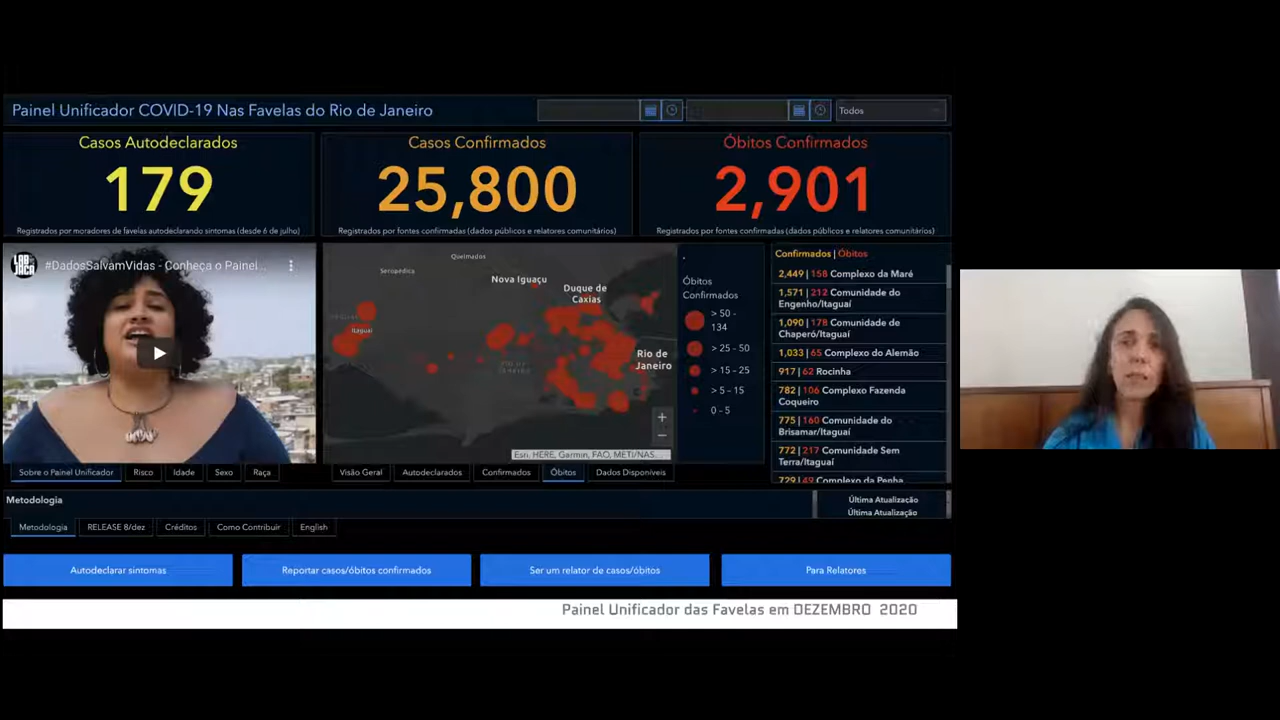 Painel Unificador COVID-19 Nas Favelas do Rio de Janeiro
Todos
Casos Autodeclarados
179
Registrados por moradores de favelas autodeclarando sintomas (desde 6 de julho)
Casos Confirmados
25,800
Registrados por fontes confirmadas (dados públicos e relatores comunitários)
Óbitos Confirmados
2,901
Registrados por fontes confirmadas (dados públicos e relatores comunitários)
LAB
JACA
#DadosSalvamVidas - Conheça o Painel...
Queimados
Seropédica
Nova Iguaçu
Duque de
Caxias
Itaguaí
Rio de
Janeiro
+
−
Esri, HERE, Garmin, FAO, METI/NAS...
Óbitos
Confirmados
> 50 -
134
> 25 - 50
> 15 - 25
> 5 - 15
0 - 5
Confirmados | Óbitos
2,449 | 158 Complexo da Maré
1,571 | 212 Comunidade do
Engenho/Itaguaí
1,090 | 178 Comunidade de
Chaperó/Itaguaí
1,033 | 65 Complexo do Alemão
917 | 62 Rocinha
782 | 106 Complexo Fazenda
Coqueiro
775 | 160 Comunidade do
Brisamar/Itaguaí
772 | 217 Comunidade Sem
Terra/Itaguaí
729 | 49 Complexo da Penha
Sobre o Painel Unificador
Risco
Idade
Sexo
Raça
Visão Geral
Autodeclarados
Confirmados
Óbitos
Dados Disponíveis
Metodologia
Última Atualização
Última Atualização
Metodologia
RELEASE 8/dez
Créditos
Como Contribuir
English
Autodeclarar sintomas
Reportar casos/óbitos confirmados
Ser um relator de casos/óbitos
Para Relatores
Painel Unificador das Favelas em DEZEMBRO 2020